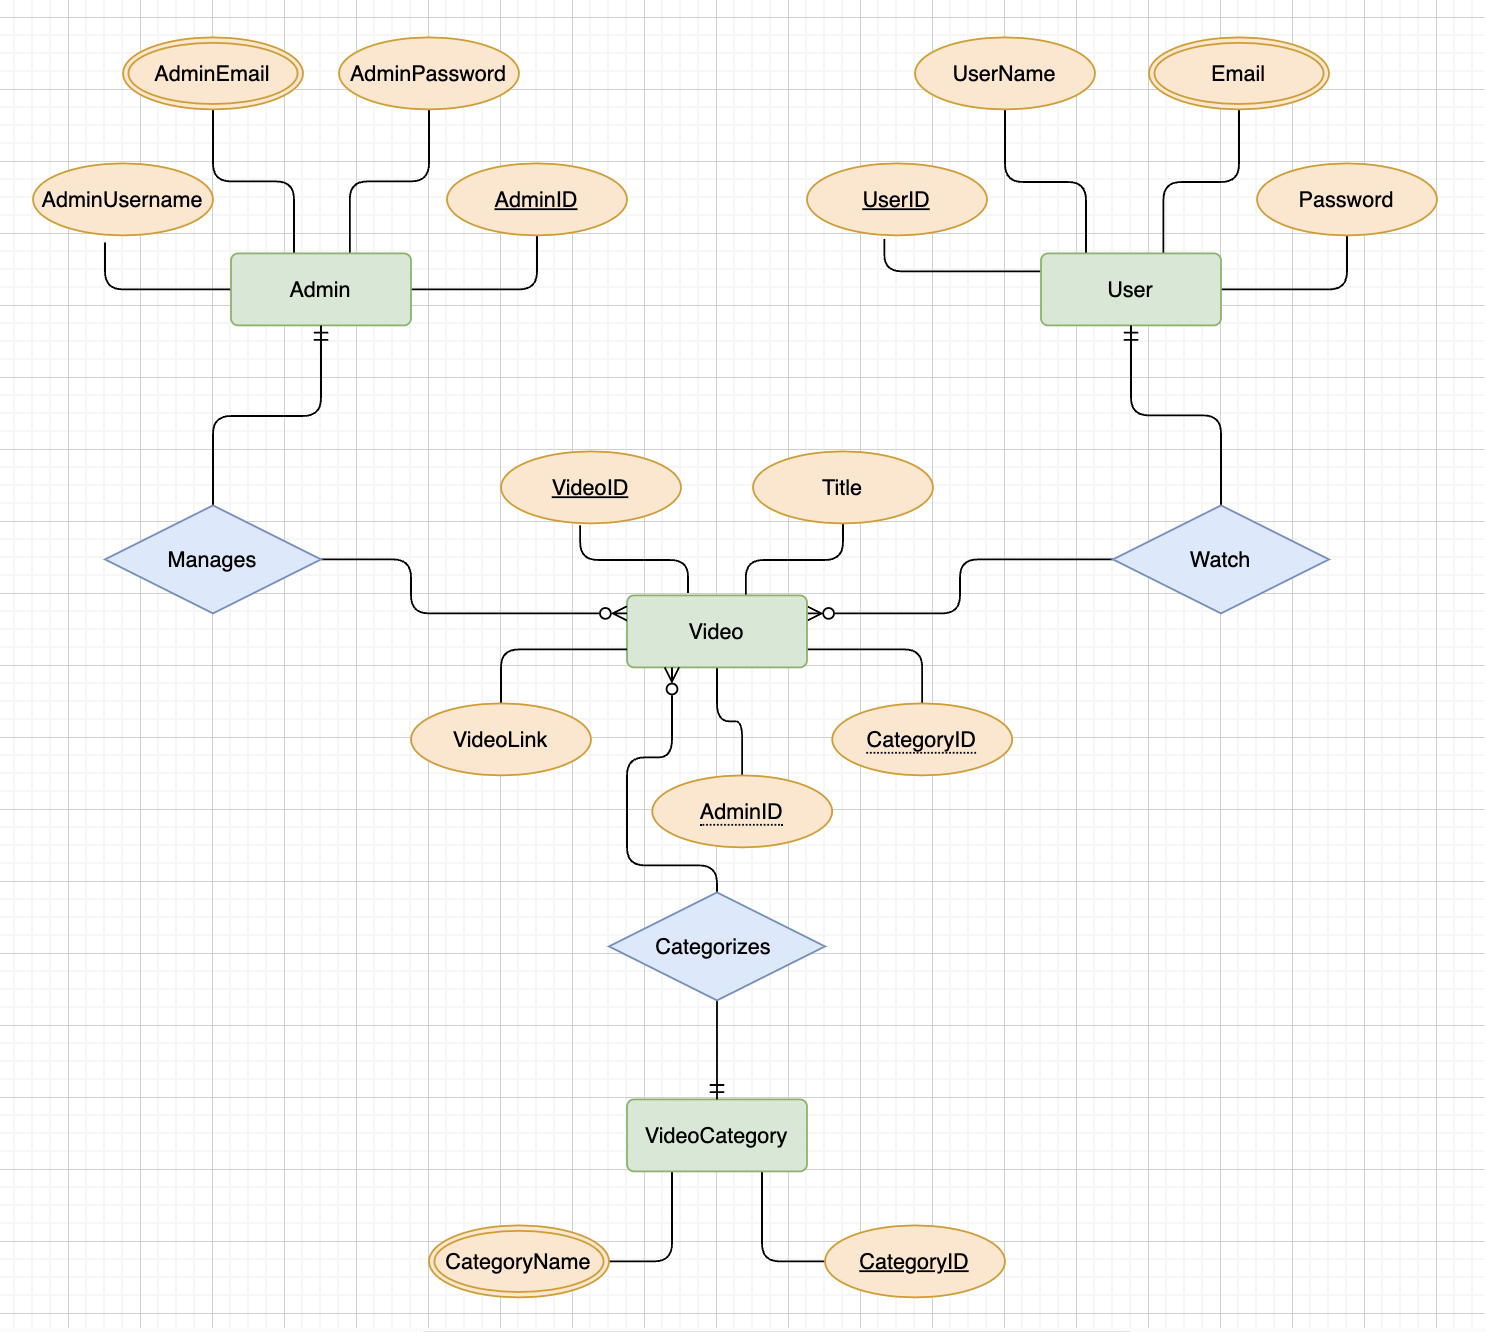 AdminEmail
AdminPassword
UserName
Email
AdminUsername
AdminID
UserID
Password
Admin
User
VideoID
Title
Manages
Watch
Video
VideoLink
CategoryID
AdminID
Categorizes
VideoCategory
CategoryName
CategoryID